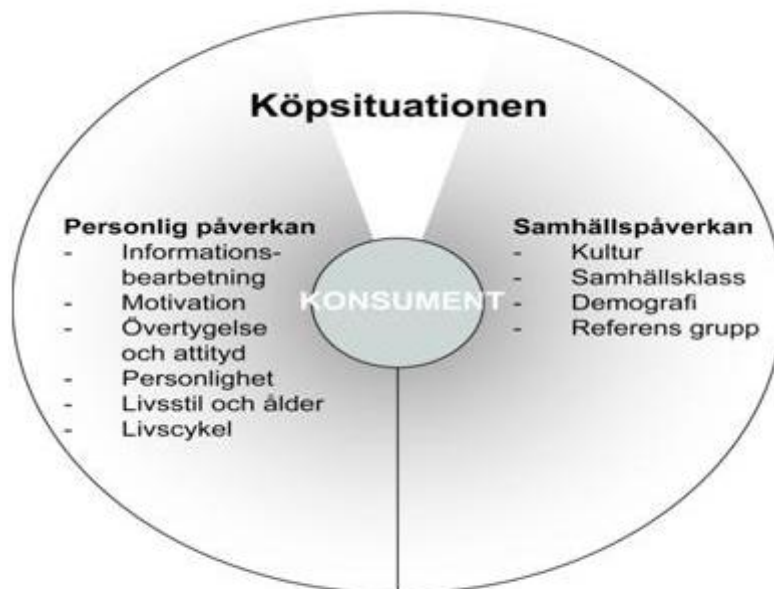 Köpsituationen
Personlig påverkan
- Informations-
bearbetning
- Motivation
- Övertygelse
och attityd
- Personlighet
- Livsstil och ålder
- Livscykel
KONSUMENT
Samhällspåverkan
- Kultur
- Samhällsklass
- Demografi
- Referens grupp